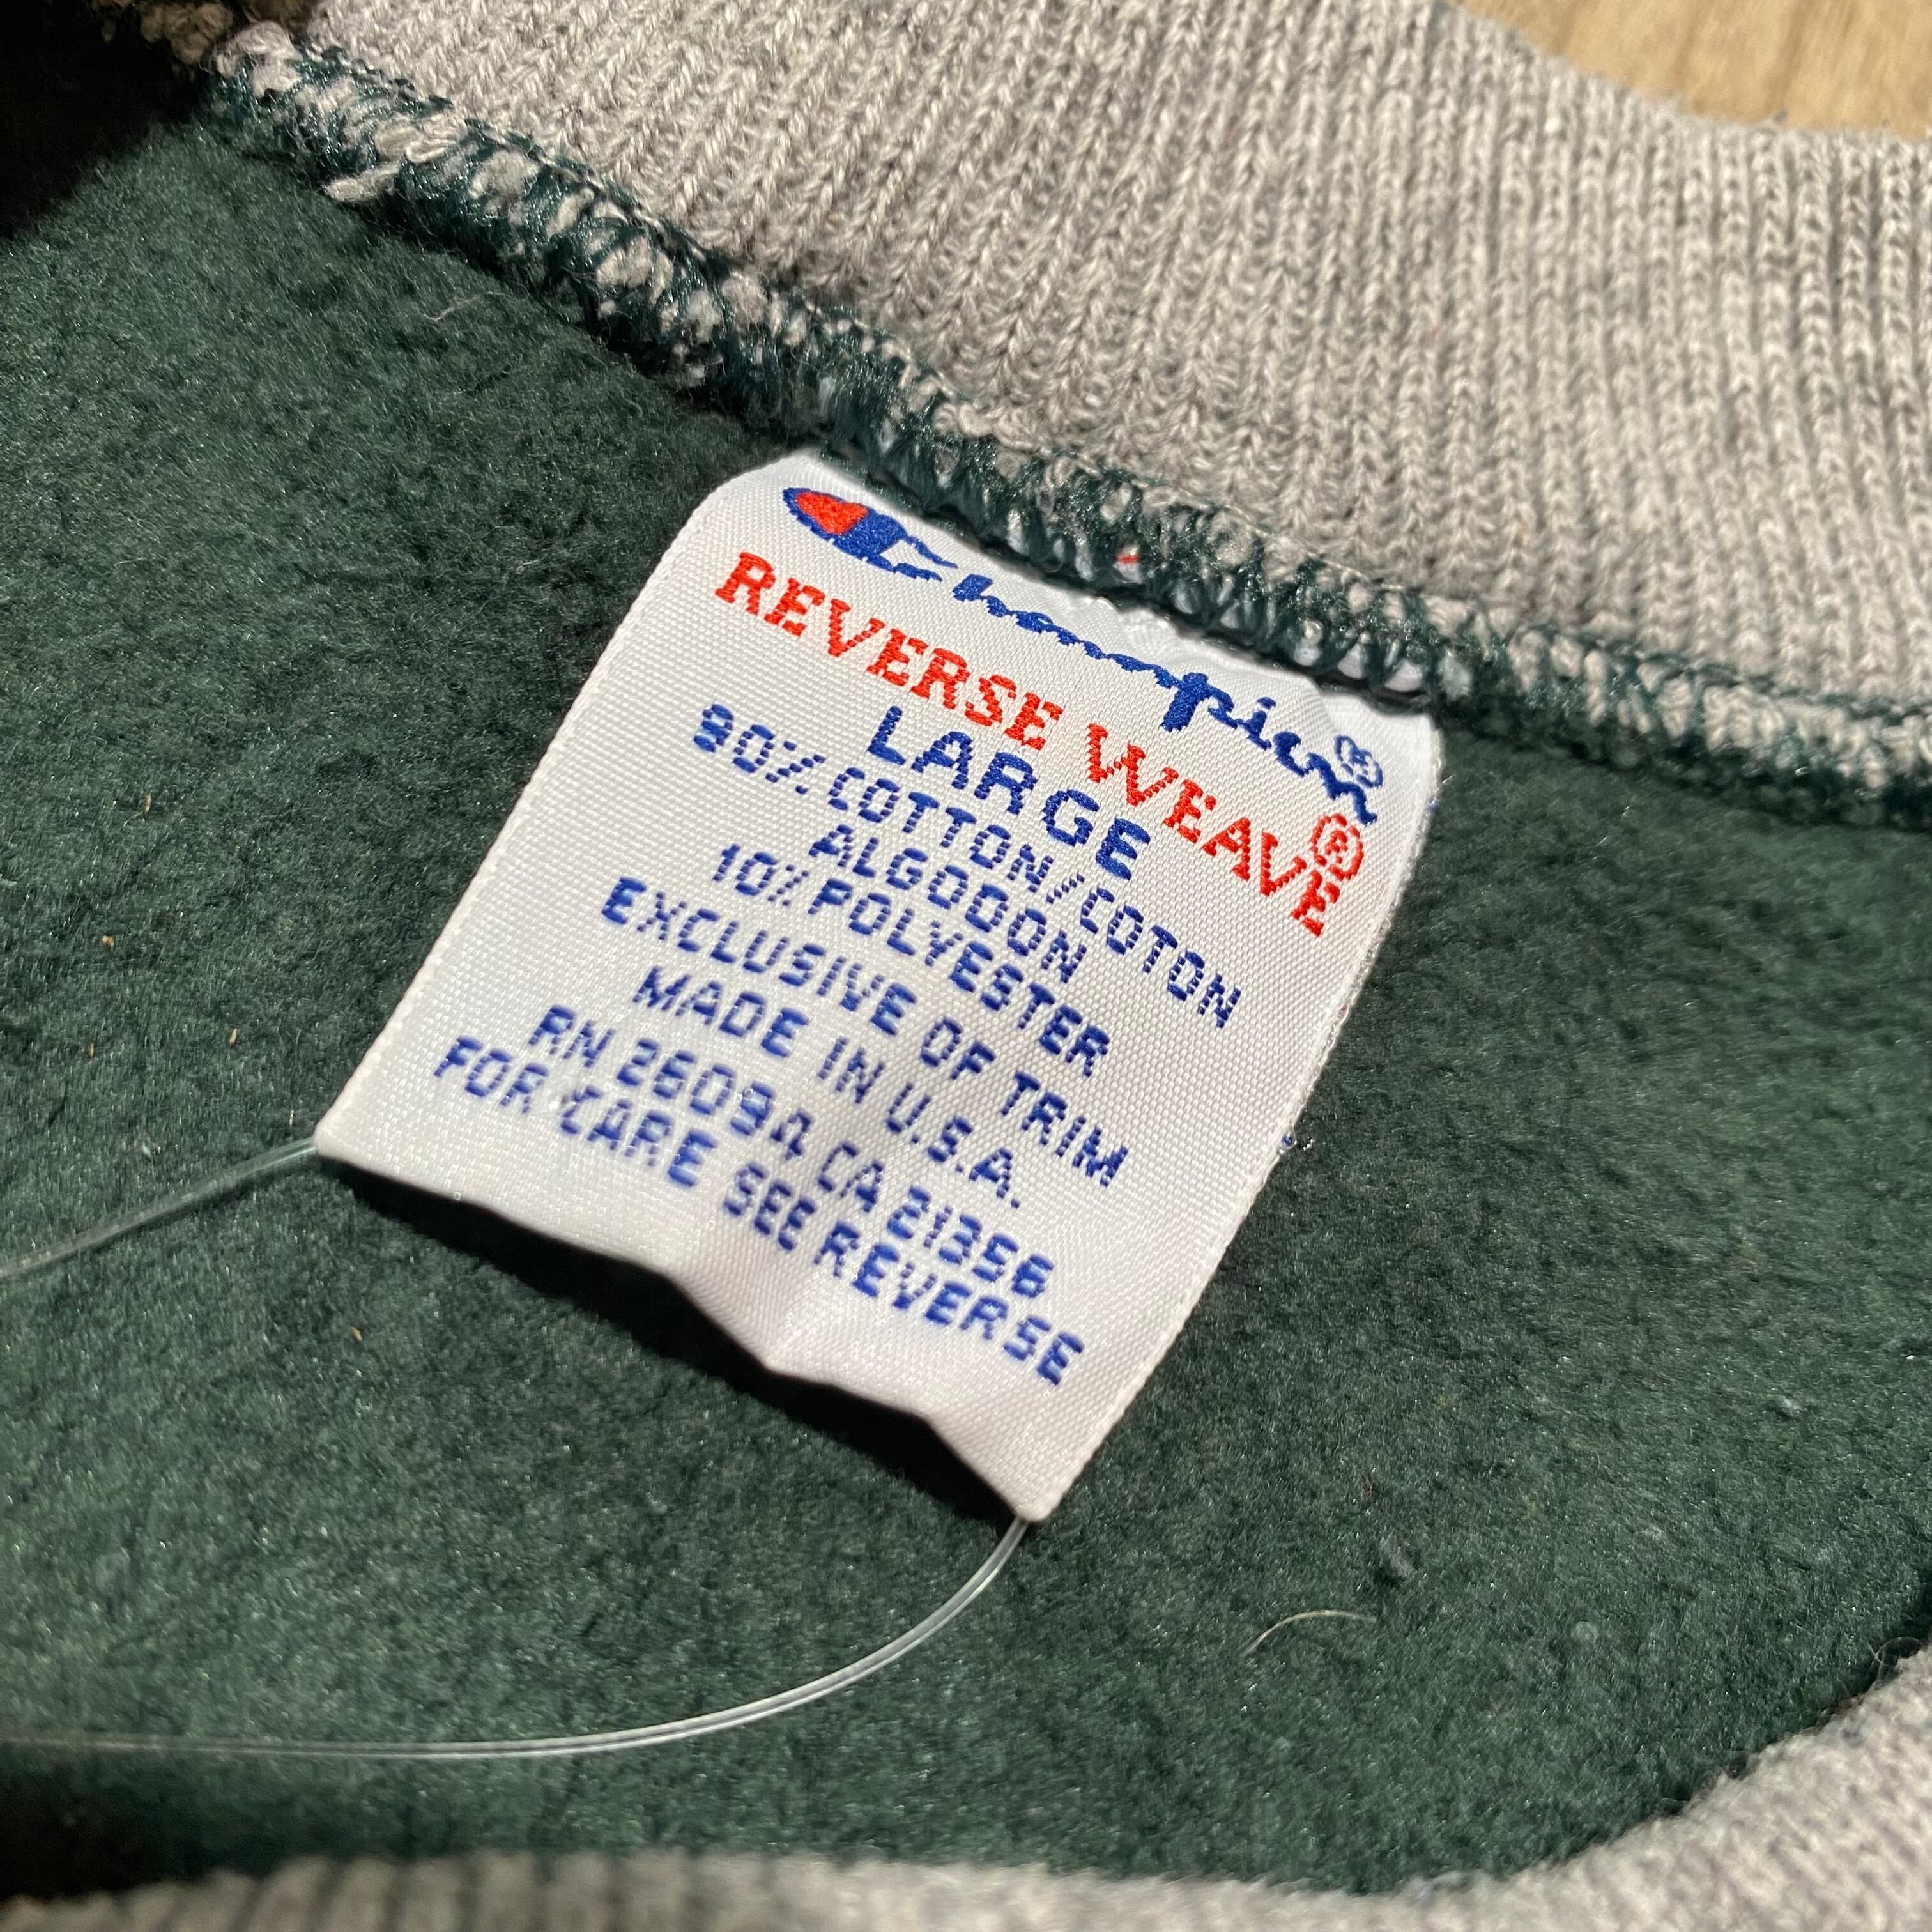 Champion®
REVERSE WEAVE®
LARGE
90% COTTON/COTON
ALGODON
10% POLYESTER
EXCLUSIVE OF TRIM
MADE IN U.S.A.
RN 26094 CA 21356
FOR CARE SEE REVERSE